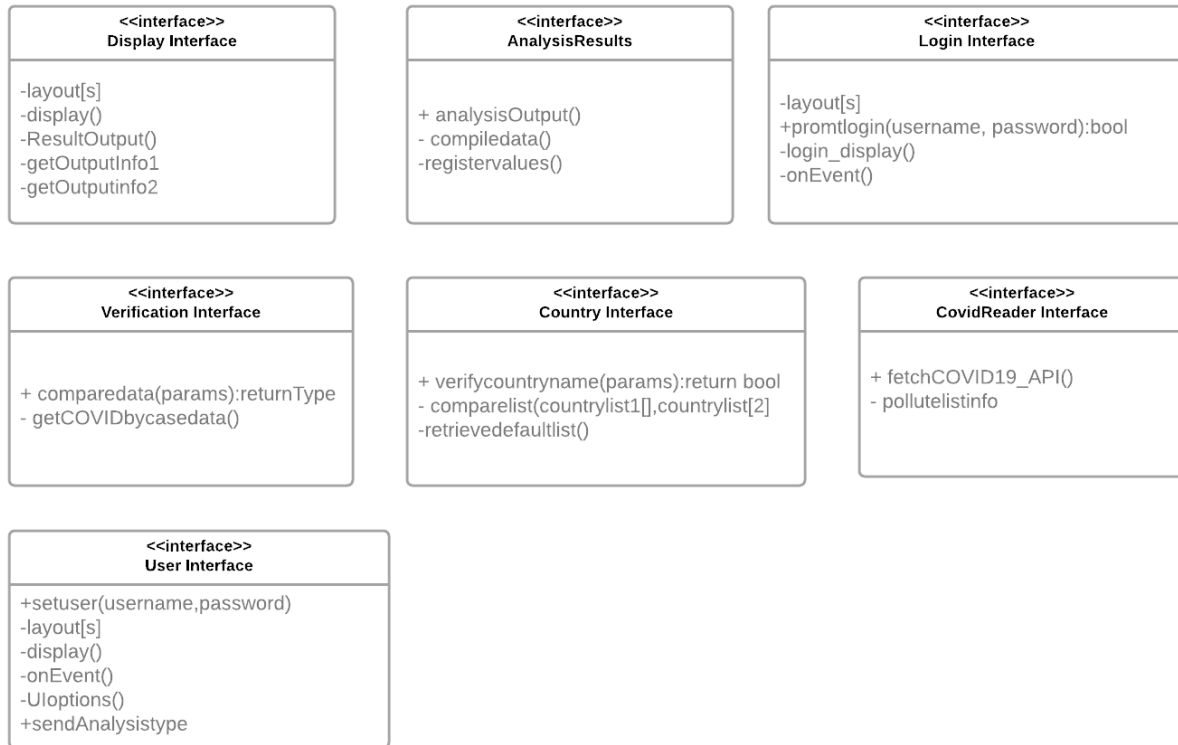 <<interface>>
Display Interface
-layout[s]
-display()
-ResultOutput()
-getOutputInfo1
-getOutputinfo2
<<interface>>
AnalysisResults
+ analysisOutput()
- compiledata()
-registervalues()
<<interface>>
Login Interface
-layout[s]
+promtlogin(username, password):bool
-login_display()
-onEvent()
<<interface>>
Verification Interface
+ comparedata(params):returnType
- getCOVIDbycasedata()
<<interface>>
Country Interface
+ verifycountryname(params):return bool
- comparelist(countrylist1[],countrylist[2]
-retrievedefaultlist()
<<interface>>
CovidReader Interface
+ fetchCOVID19_API()
- pollutelistinfo
<<interface>>
User Interface
+setuser(username,password)
-layout[s]
-display()
-onEvent()
-UIoptions()
+sendAnalysistype